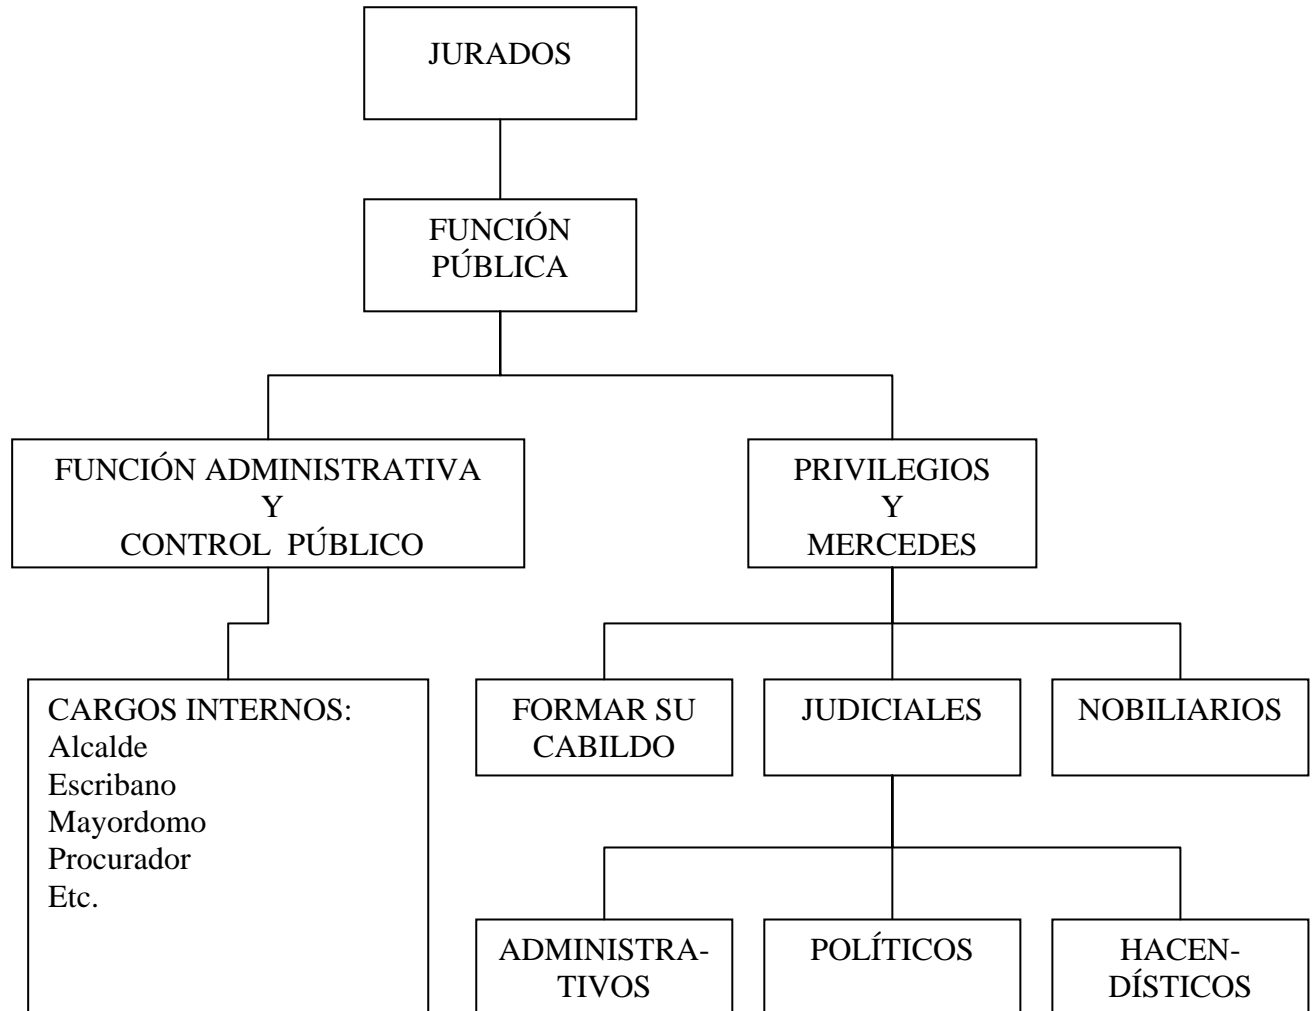 JURADOS
FUNCIÓN
PÚBLICA
FUNCIÓN ADMINISTRATIVA
Y
CONTROL PÚBLICO
PRIVILEGIOS
Y
MERCEDES
CARGOS INTERNOS:
Alcalde
Escribano
Mayordomo
Procurador
Etc.
FORMAR SU
CABILDO
JUDICIALES
NOBILIARIOS
ADMINISTRA-
TIVOS
POLÍTICOS
HACEN-
DÍSTICOS